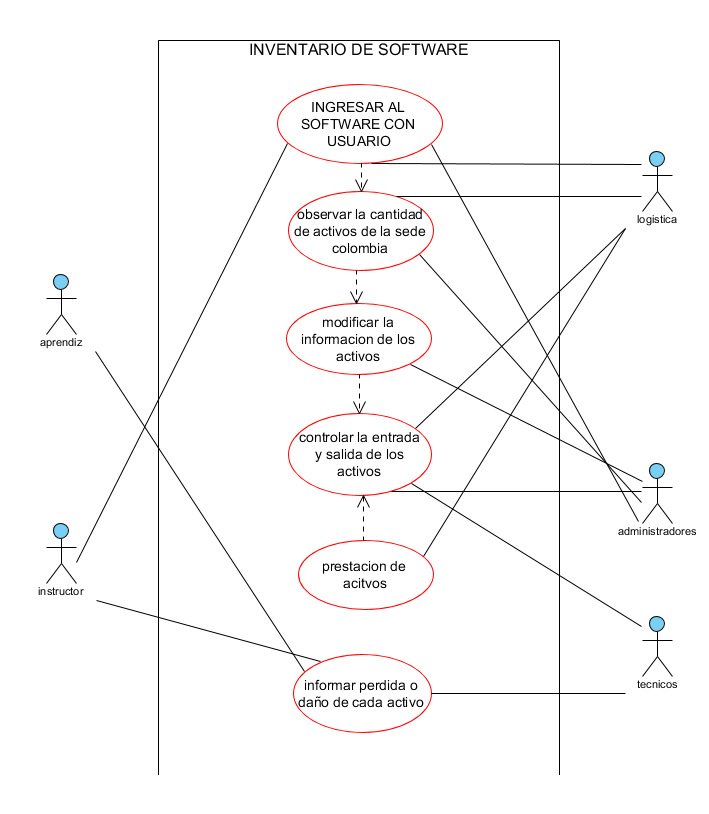 INVENTARIO DE SOFTWARE
INGRESAR AL
SOFTWARE CON
USUARIO
logistica
observar la cantidad
de activos de la sede
colombia
aprendiz
modificar la
informacion de los
activos
controlar la entrada
y salida de los
activos
administradores
prestacion de
acitvos
instructor
informar perdida o
daño de cada activo
tecnicos